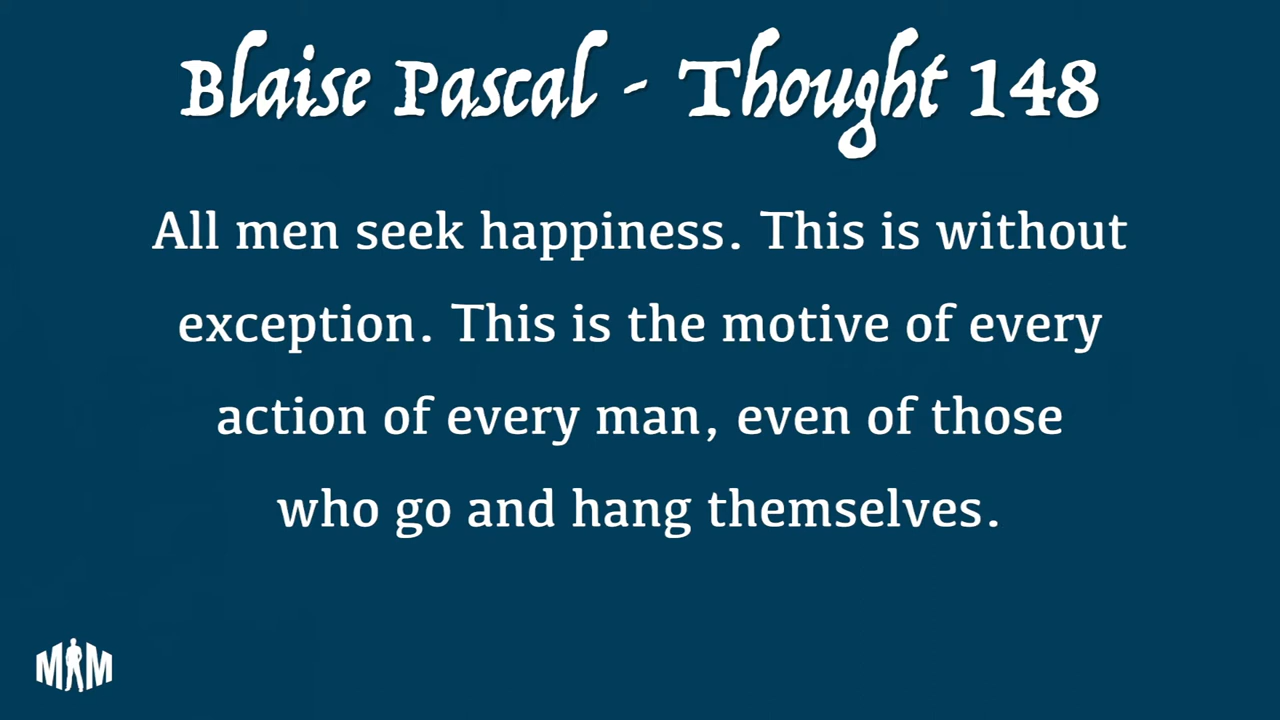 Blaise Pascal - Thought 148
All men seek happiness. This is without
exception. This is the motive of every
action of every man, even of those
who go and hang themselves.
M M